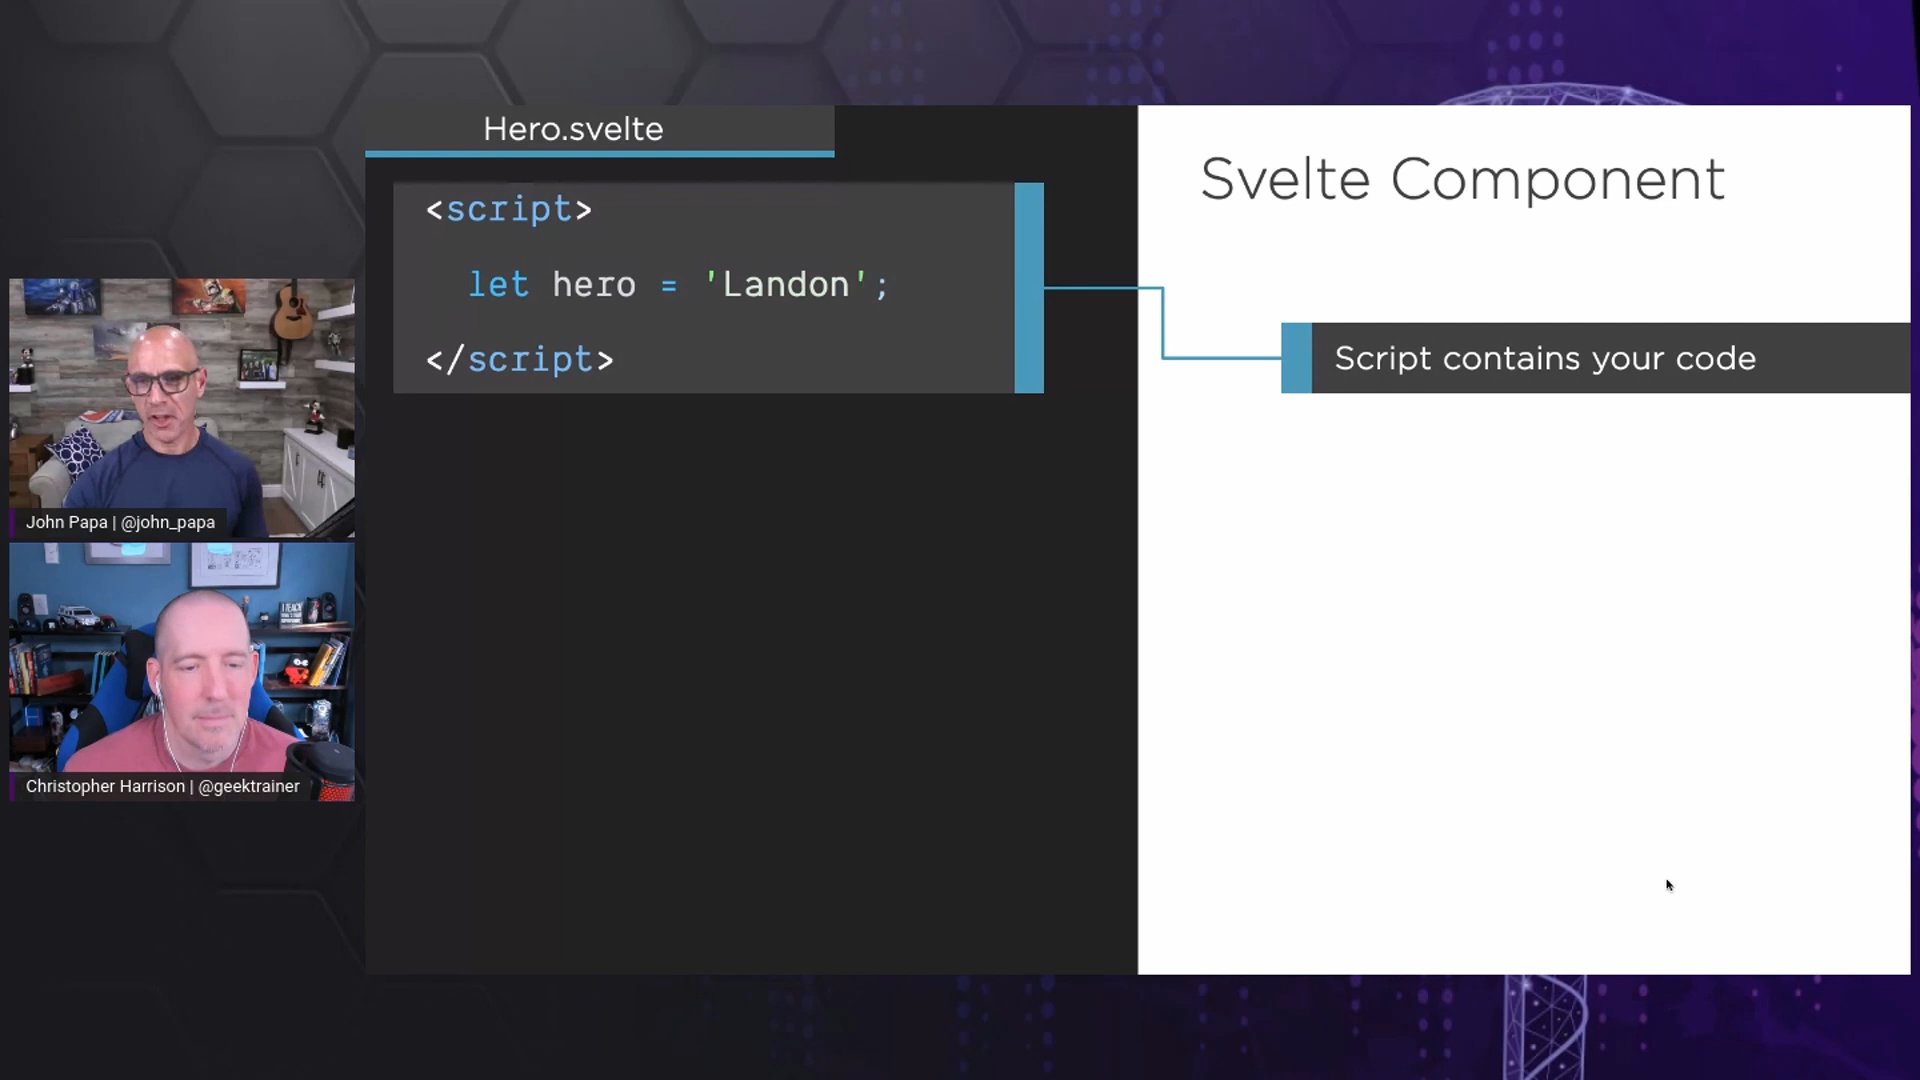 Hero.svelte
<script>
let hero = 'Landon';
</script>
Svelte Component
Script contains your code
John Papa | @john_papa
I TEACH
Christopher Harrison | @geektrainer